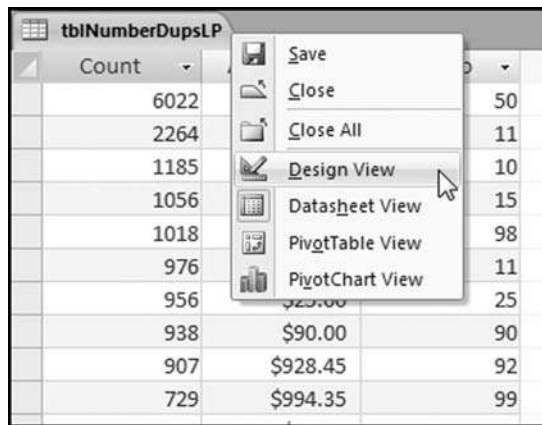 tblNumberDupsLP
Count
Save
Close
Close All
Design View
Datasheet View
PivotTable View
PivotChart View
6022 50
2264 11
1185 10
1056 15
1018 98
976 11
956 25
938 $90.00 90
907 $928.45 92
729 $994.35 99